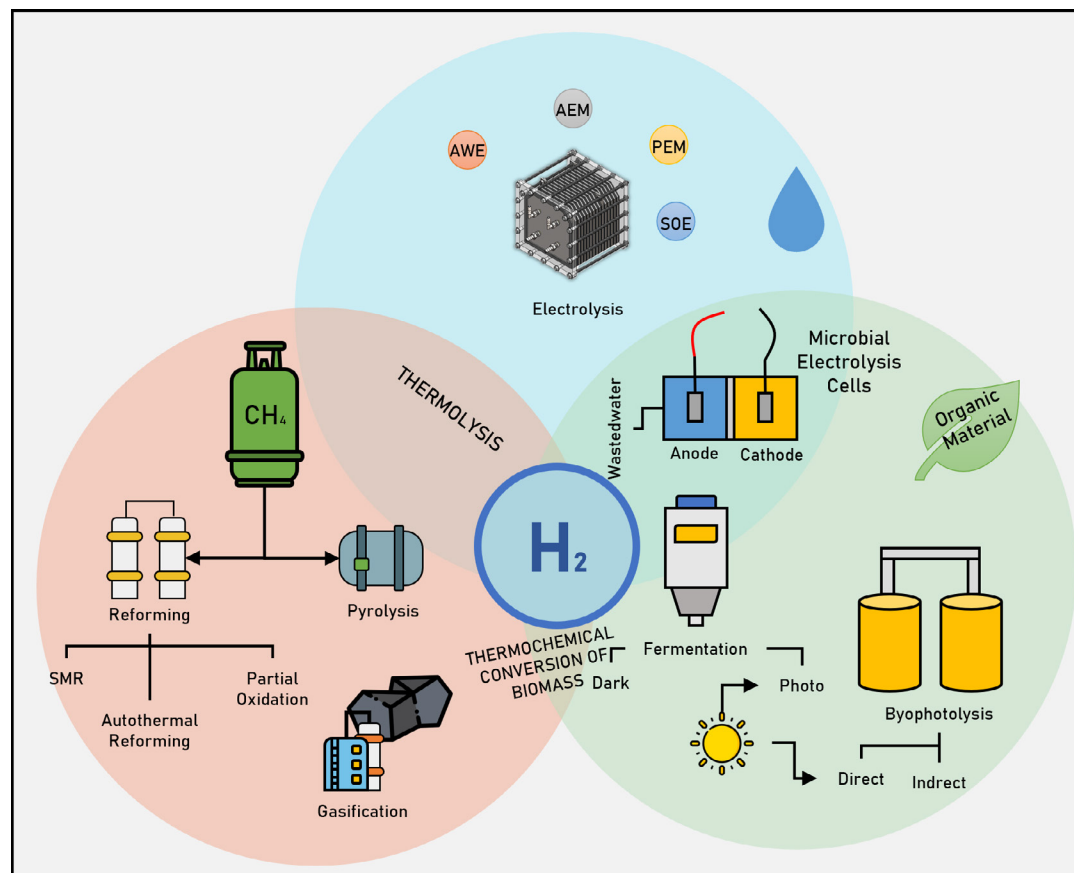 AEM
AWE
PEM
SOE
Electrolysis
Microbial
Electrolysis
Cells
Wastedwater
Anode
Cathode
Organic
Material
THERMOLYSIS
CH₄
H₂
Reforming
Pyrolysis
SMR
Partial
Oxidation
Autothermal
Reforming
Gasification
THERMOCHEMICAL
CONVERSION OF
BIOMASS
Fermentation
Dark
Photo
Byophotolysis
Direct
Indrect